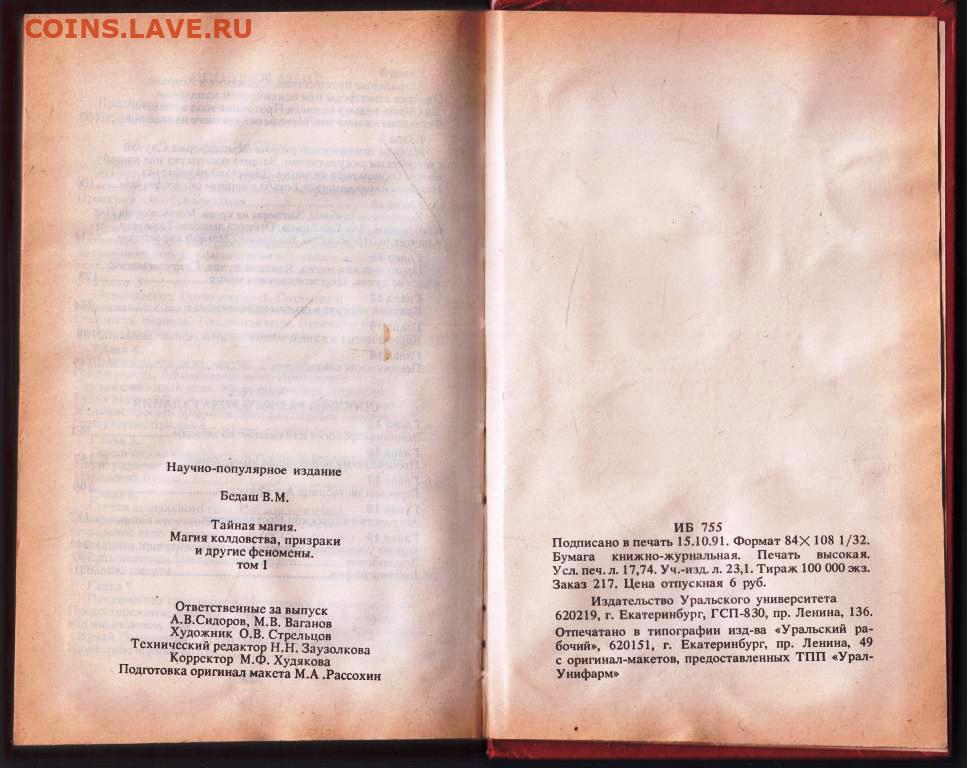 COINS.LAVE.RU
Научно-популярное издание
Бедаш В.М.
Тайная магия.
Магия колдовства, призраки
и другие феномены.
том 1
Ответственные за выпуск
А.В.Сидоров, М.В. Ваганов
Художник О.В. Стрельцов
Технический редактор Н.Н. Заузолкова
Корректор М.Ф. Худякова
Подготовка оригинал макета М.А .Рассохин
ИБ 755
Подписано в печать 15.10.91. Формат 84×108 1/32.
Бумага книжно-журнальная. Печать высокая.
Усл. печ. л. 17,74. Уч.-изд. л. 23,1. Тираж 100 000 экз.
Заказ 217. Цена отпускная 6 руб.
Издательство Уральского университета
620219, г. Екатеринбург, ГСП-830, пр. Ленина, 136.
Отпечатано в типографии изд-ва «Уральский ра-
бочий», 620151, г. Екатеринбург, пр. Ленина, 49
с оригинал-макетов, предоставленных ТПП «Урал-
Унифарм»